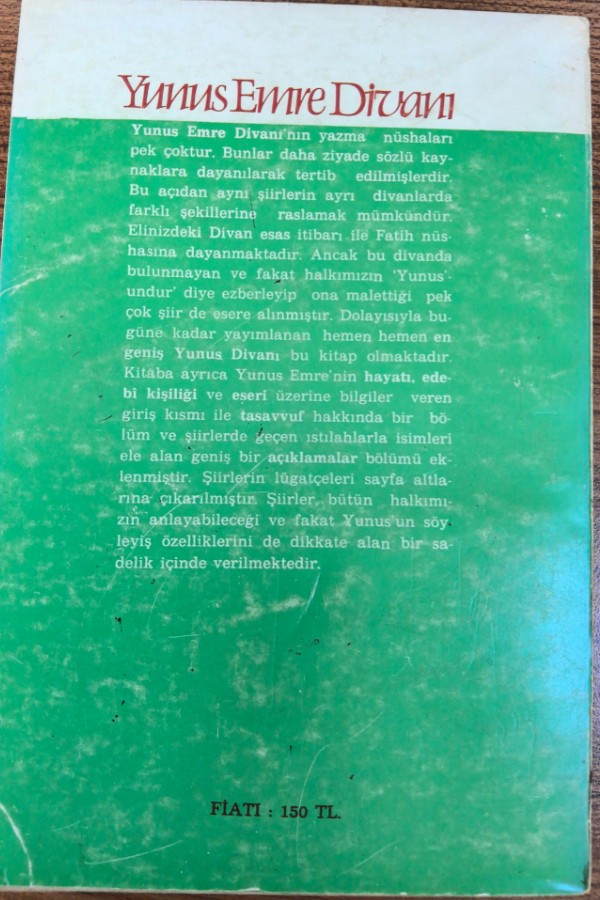 Yunus Emre Divanı
Yunus Emre Divanı'nın yazma nüshaları
pek çoktur. Bunlar daha ziyade sözlü kay-
naklara dayanılarak tertib edilmişlerdir.
Bu açıdan aynı şiirlerin ayrı divanlarda
farklı şekillerine raslamak mümkündür.
Elinizdeki Divan esas itibarı ile Fatih nüs-
hasına dayanmaktadır. Ancak bu divanda
bulunmayan ve fakat halkımızın 'Yunus'-
undur' diye ezberleyip ona malettiği pek
çok şiir de esere alınmıştır. Dolayısıyla bu-
güne kadar yayımlanan hemen hemen en
geniş Yunus Divanı bu kitap olmaktadır.
Kitaba ayrıca Yunus Emre'nin hayatı, ede-
bî kişiliği ve eseri üzerine bilgiler veren
giriş kısmı ile tasavvuf hakkında bir bö-
lüm ve şiirlerde geçen ıstılahlarla isimleri
ele alan geniş bir açıklamalar bölümü ek-
lenmiştir. Şiirlerin lügatçeleri sayfa altla-
rına çıkarılmıştır. Şiirler, bütün halkımı-
zın anlayabileceği ve fakat Yunus'un söy-
leyiş özelliklerini de dikkate alan bir sa-
delik içinde verilmektedir.
FİATI : 150 TL.